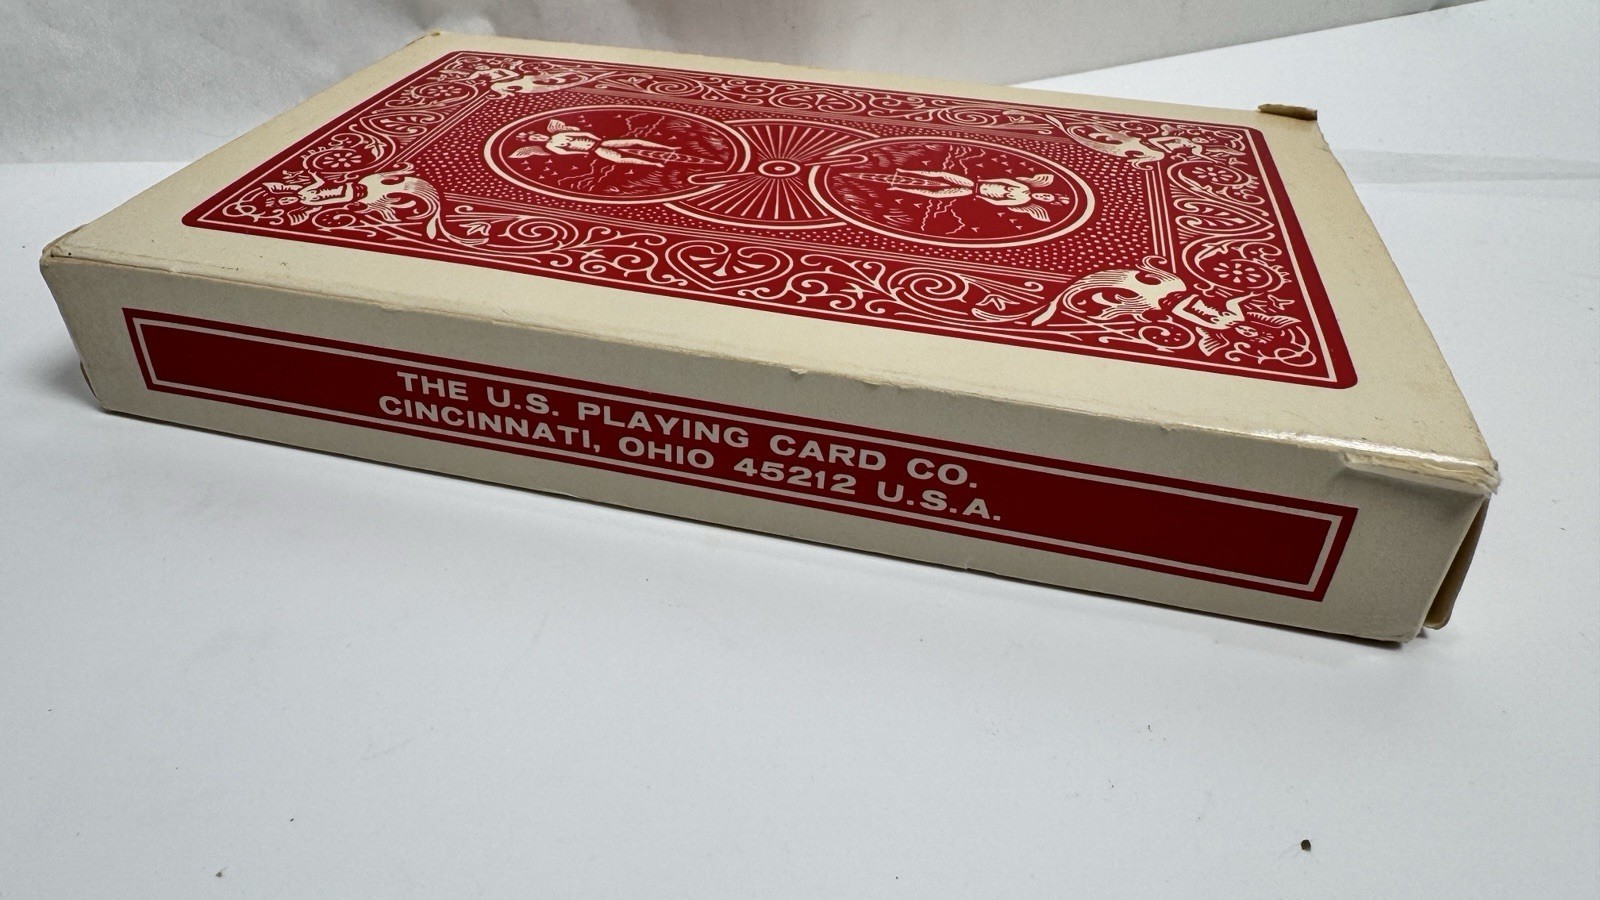 THE U.S. PLAYING CARD CO.
CINCINNATI, OHIO 45212 U.S.A.